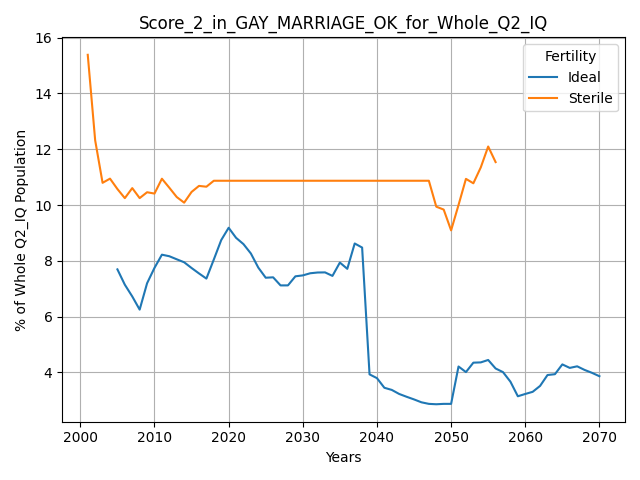 Score_2_in_GAY_MARRIAGE_OK_for_Whole_Q2_IQ
% of Whole Q2_IQ Population
16
14
12
10
8
6
4
Fertility
Ideal
Sterile
2000 2010 2020 2030 2040 2050 2060 2070
Years